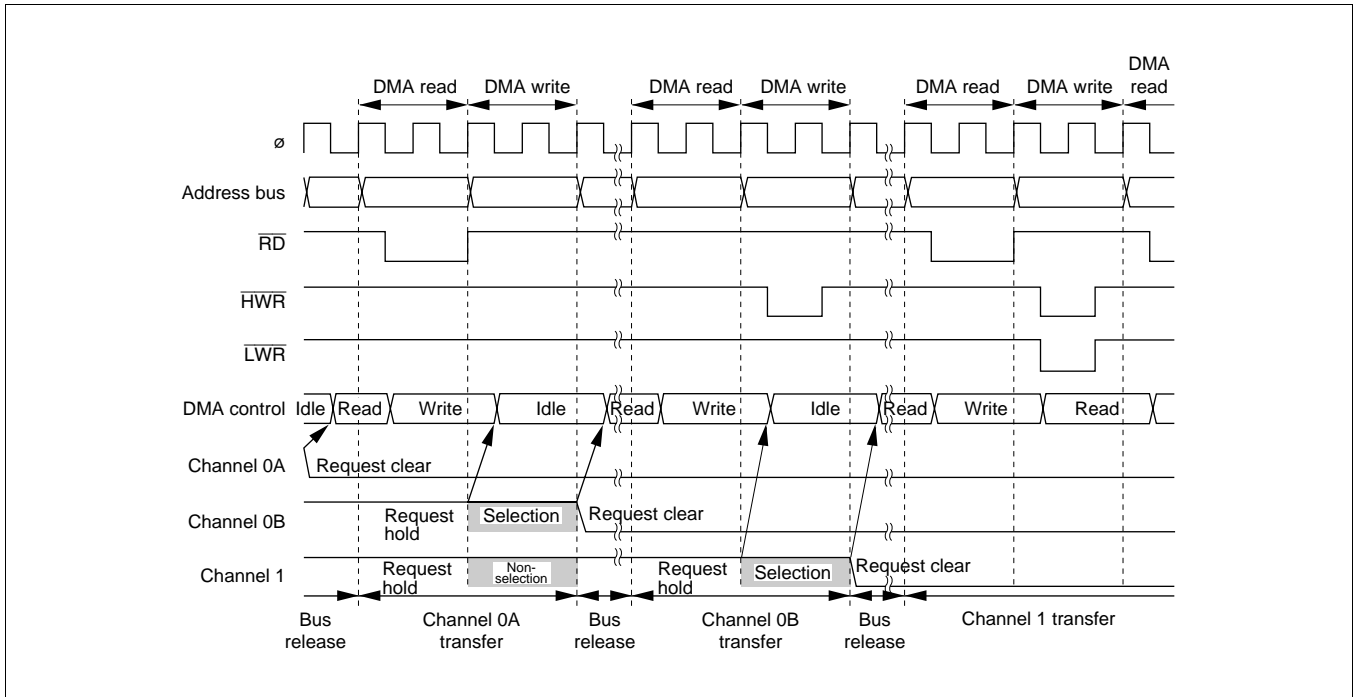 DMA read
DMA write
DMA read
DMA write
DMA read
DMA write
DMA
read
ø
Address bus
RD
HWR
LWR
DMA control
Idle
Read
Write
Idle
Read
Write
Idle
Read
Write
Read
Channel 0A
Request clear
Channel 0B
Request
hold
Selection
Request clear
Channel 1
Request
hold
Non-
selection
Request
hold
Selection
Request clear
Bus
release
Channel 0A
transfer
Bus
release
Channel 0B
transfer
Bus
release
Channel 1 transfer